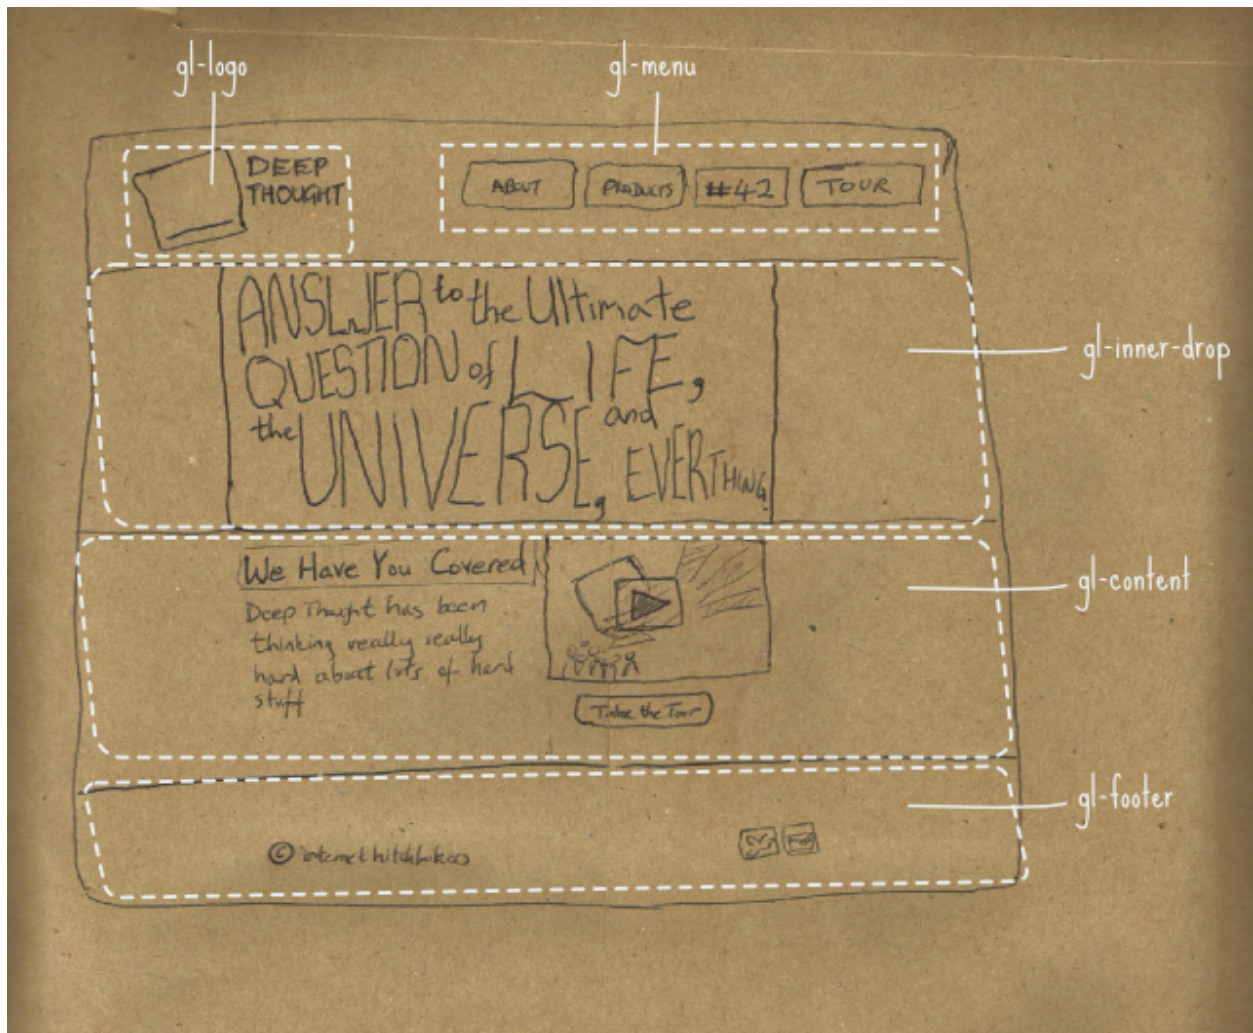 gl-logo
gl-menu
DEEP
THOUGHT
ABOUT
PRODUCTS
#42
TOUR
ANSWER to the Ultimate
QUESTION of LIFE,
the UNIVERSE, and EVERTHING
gl-inner-drop
We Have You Covered
Deep Thought has been
thinking really really
hard about lots of hard
stuff
Take the Tour
gl-content
gl-footer
© internet hitchhikers